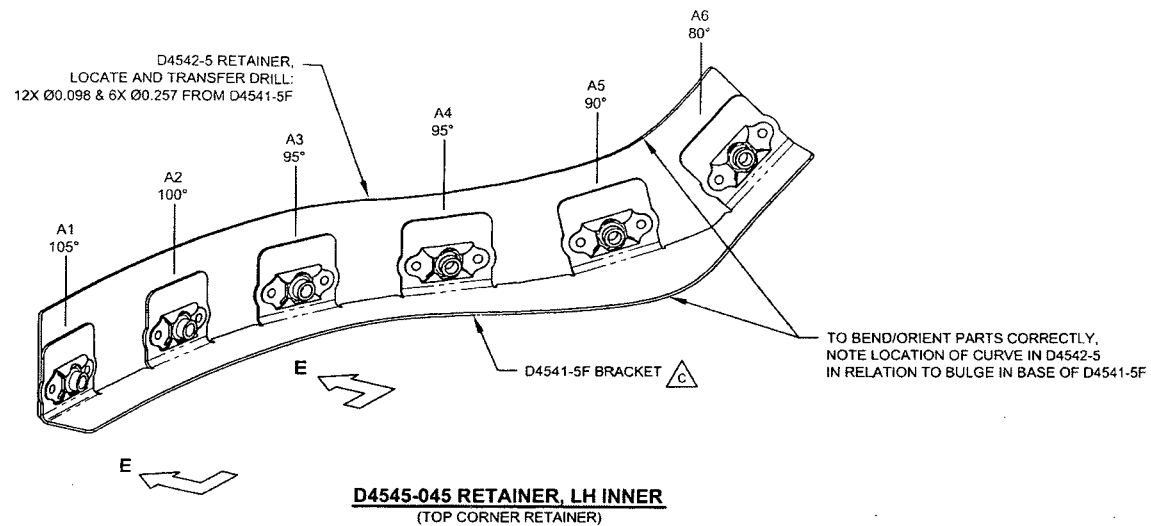 A6
80°
D4542-5 RETAINER,
LOCATE AND TRANSFER DRILL:
12X Ø0.098 & 6X Ø0.257 FROM D4541-5F
A5
90°
A4
95°
A3
95°
A2
100°
A1
105°
TO BEND/ORIENT PARTS CORRECTLY,
NOTE LOCATION OF CURVE IN D4542-5
IN RELATION TO BULGE IN BASE OF D4541-5F
E
D4541-5F BRACKET C
E
D4545-045 RETAINER, LH INNER
(TOP CORNER RETAINER)